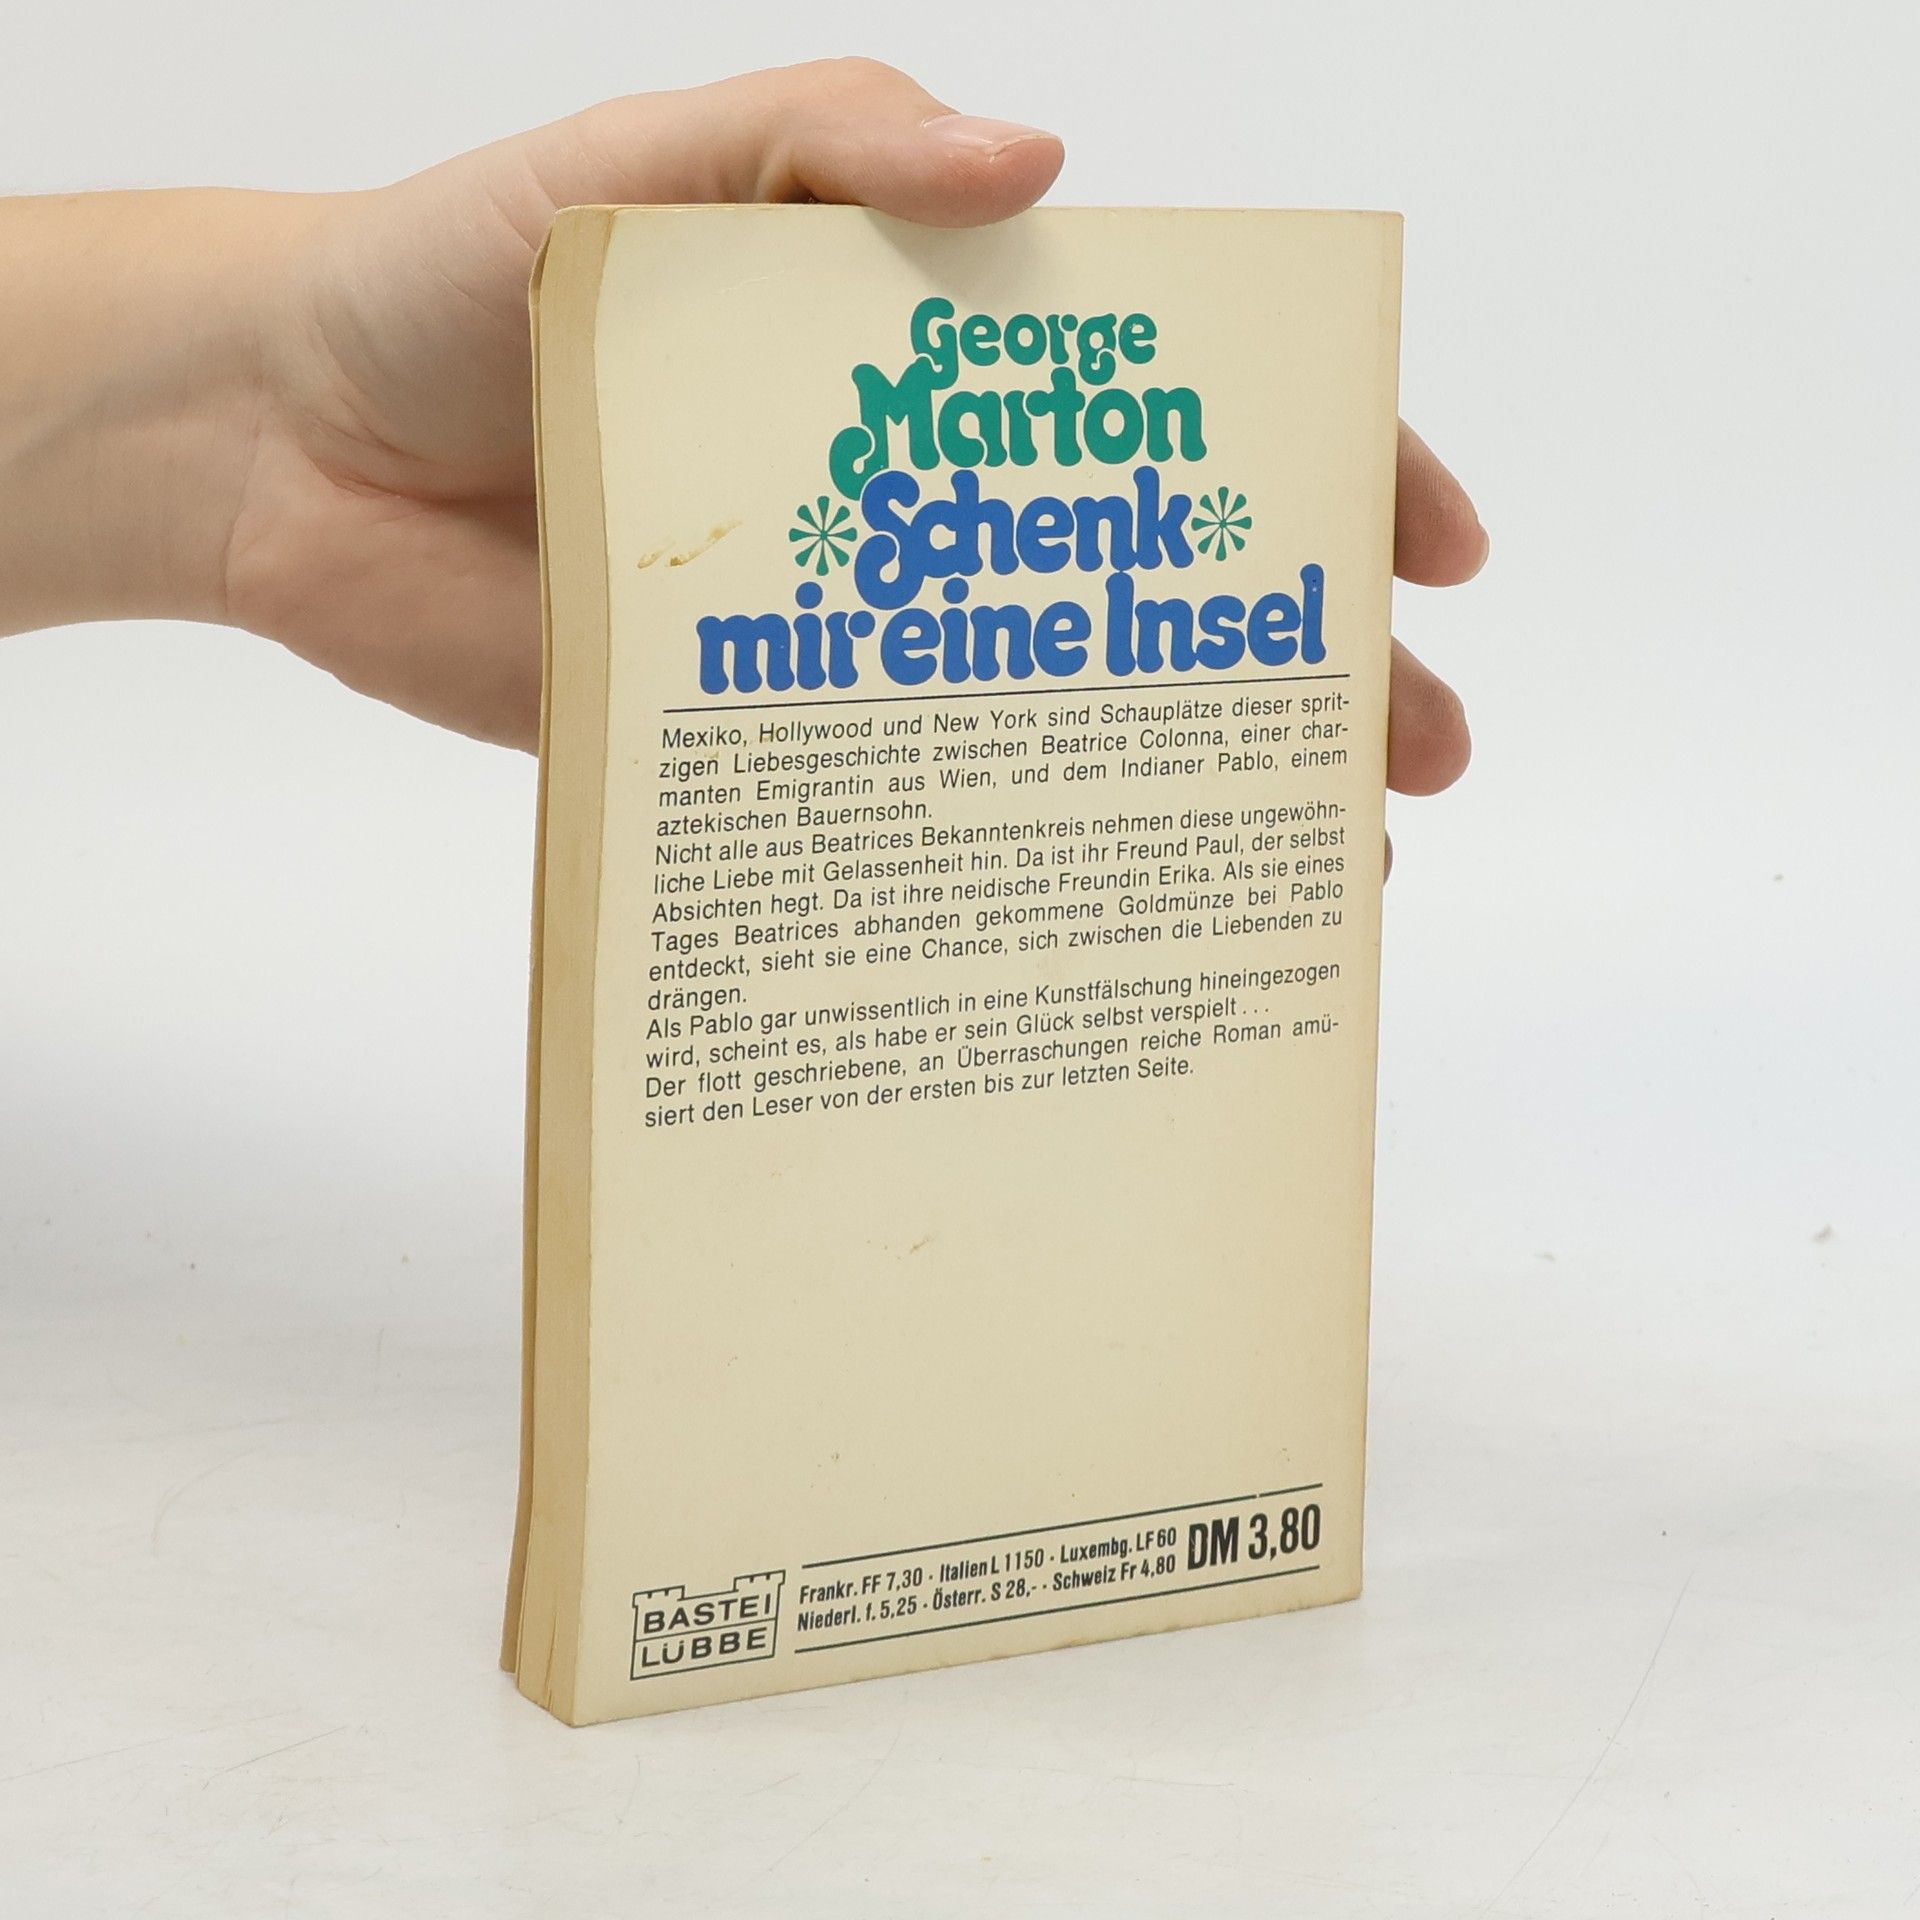 George
Marton
Schenk
mir eine Insel
Mexiko, Hollywood und New York sind Schauplätze dieser sprit-
zigen Liebesgeschichte zwischen Beatrice Colonna, einer char-
manten Emigrantin aus Wien, und dem Indianer Pablo, einem
aztekischen Bauernsohn.
Nicht alle aus Beatrices Bekanntenkreis nehmen diese ungewöhn-
liche Liebe mit Gelassenheit hin. Da ist ihr Freund Paul, der selbst
Absichten hegt. Da ist ihre neidische Freundin Erika. Als sie eines
Tages Beatrices abhanden gekommene Goldmünze bei Pablo
entdeckt, sieht sie eine Chance, sich zwischen die Liebenden zu
drängen.
Als Pablo gar unwissentlich in eine Kunstfälschung hineingezogen
wird, scheint es, als habe er sein Glück selbst verspielt . . .
Der flott geschriebene, an Überraschungen reiche Roman amü-
siert den Leser von der ersten bis zur letzten Seite.
BASTEI
LÜBBE
Frankr. FF 7,30 · Italien L 1150 · Luxembg. LF 60
Niederl. f. 5,25 · Österr. S 28,- · Schweiz Fr 4,80
DM 3,80